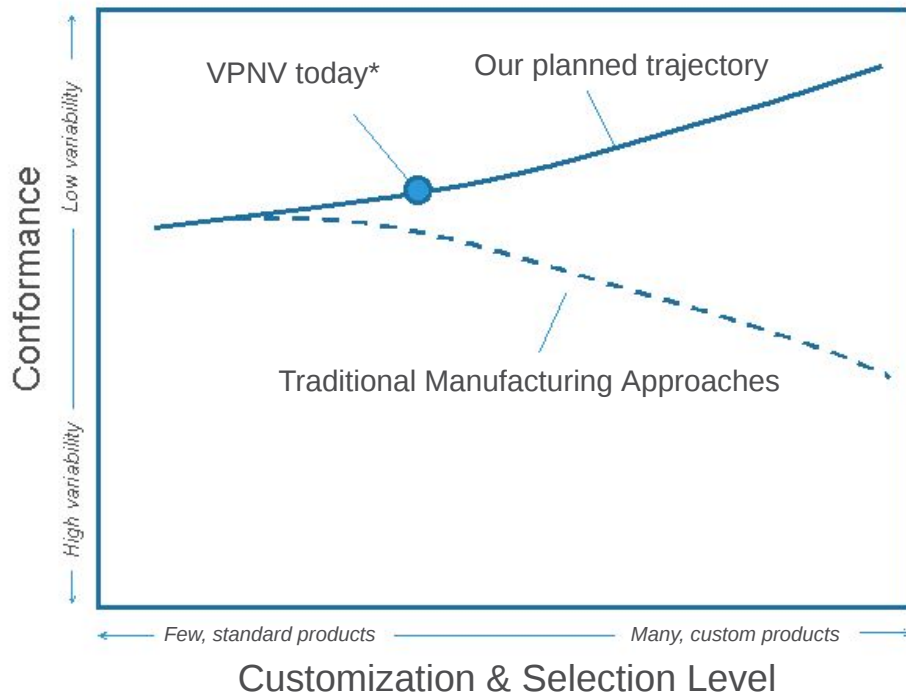 VPNV today*
Our planned trajectory
Low variability
Conformance
Traditional Manufacturing Approaches
High variability
Few, standard products
Many, custom products
Customization & Selection Level